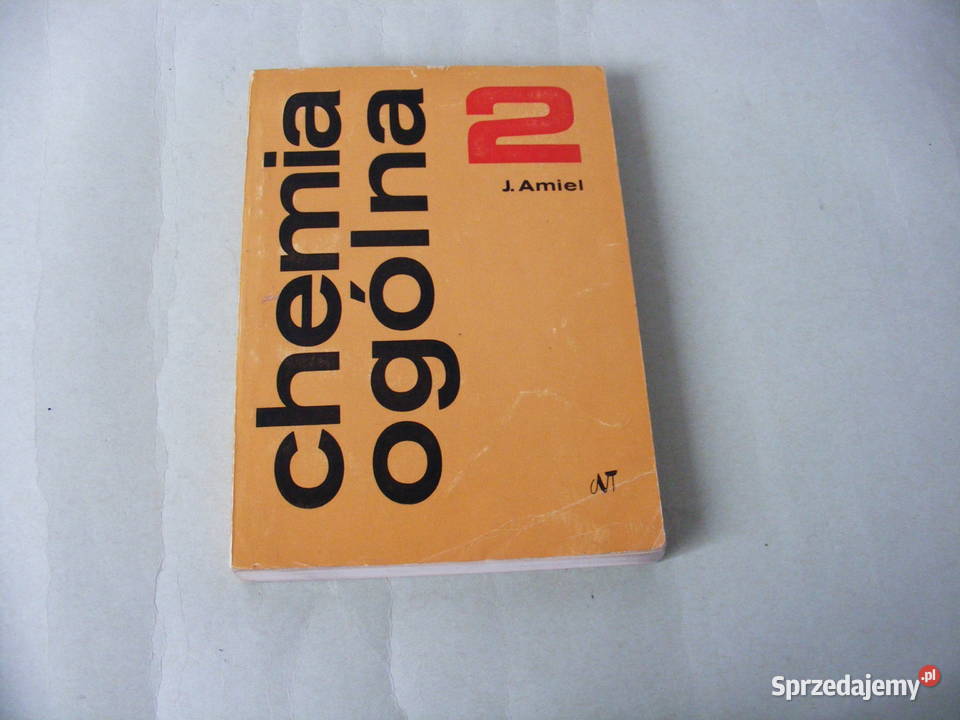 chemia
ogólna
2
J. Amiel
WNT
Sprzedajemy.pl